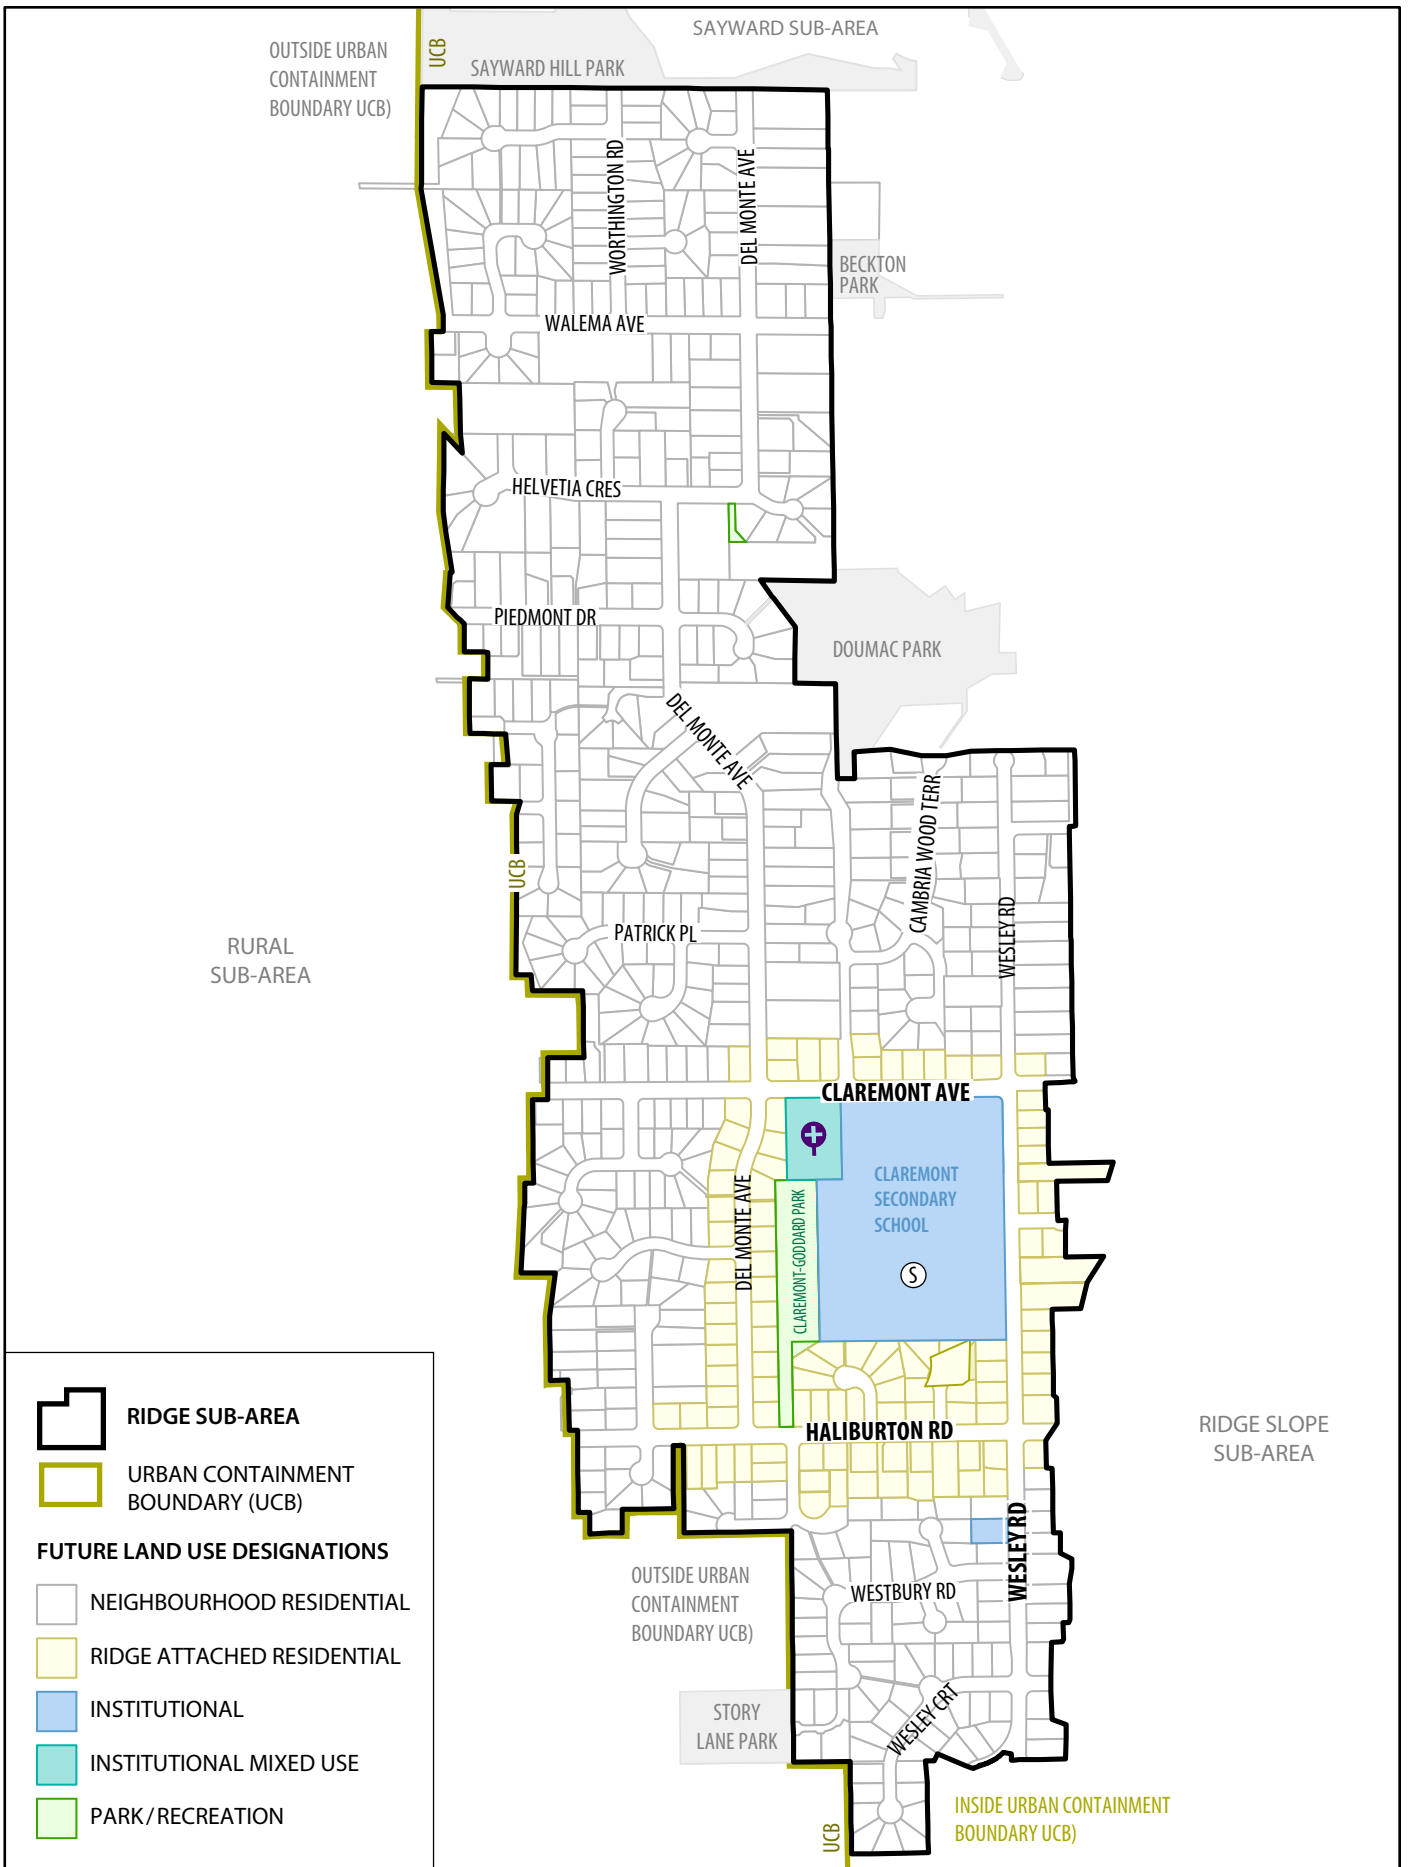 SAYWARD SUB-AREA
OUTSIDE URBAN
CONTAINMENT
BOUNDARY UCB)
UCB
SAYWARD HILL PARK
WORTHINGTON RD
DEL MONTE AVE
BECKTON
PARK
WALEMA AVE
HELVETIA CRES
PIEDMONT DR
DOUMAC PARK
DEL MONTE AVE
CAMBRIA WOOD TERR
UCB
WESLEY RD
PATRICK PL
RURAL
SUB-AREA
CLAREMONT AVE
CLAREMONT
SECONDARY
SCHOOL
S
DEL MONTE AVE
CLAREMONT-GODDARD PARK
HALIBURTON RD
RIDGE SLOPE
SUB-AREA
WESLEY RD
OUTSIDE URBAN
CONTAINMENT
BOUNDARY UCB)
WESTBURY RD
STORY
LANE PARK
WESLEY CRT
UCB
INSIDE URBAN CONTAINMENT
BOUNDARY UCB)
RIDGE SUB-AREA
URBAN CONTAINMENT
BOUNDARY (UCB)
FUTURE LAND USE DESIGNATIONS
NEIGHBOURHOOD RESIDENTIAL
RIDGE ATTACHED RESIDENTIAL
INSTITUTIONAL
INSTITUTIONAL MIXED USE
PARK/RECREATION